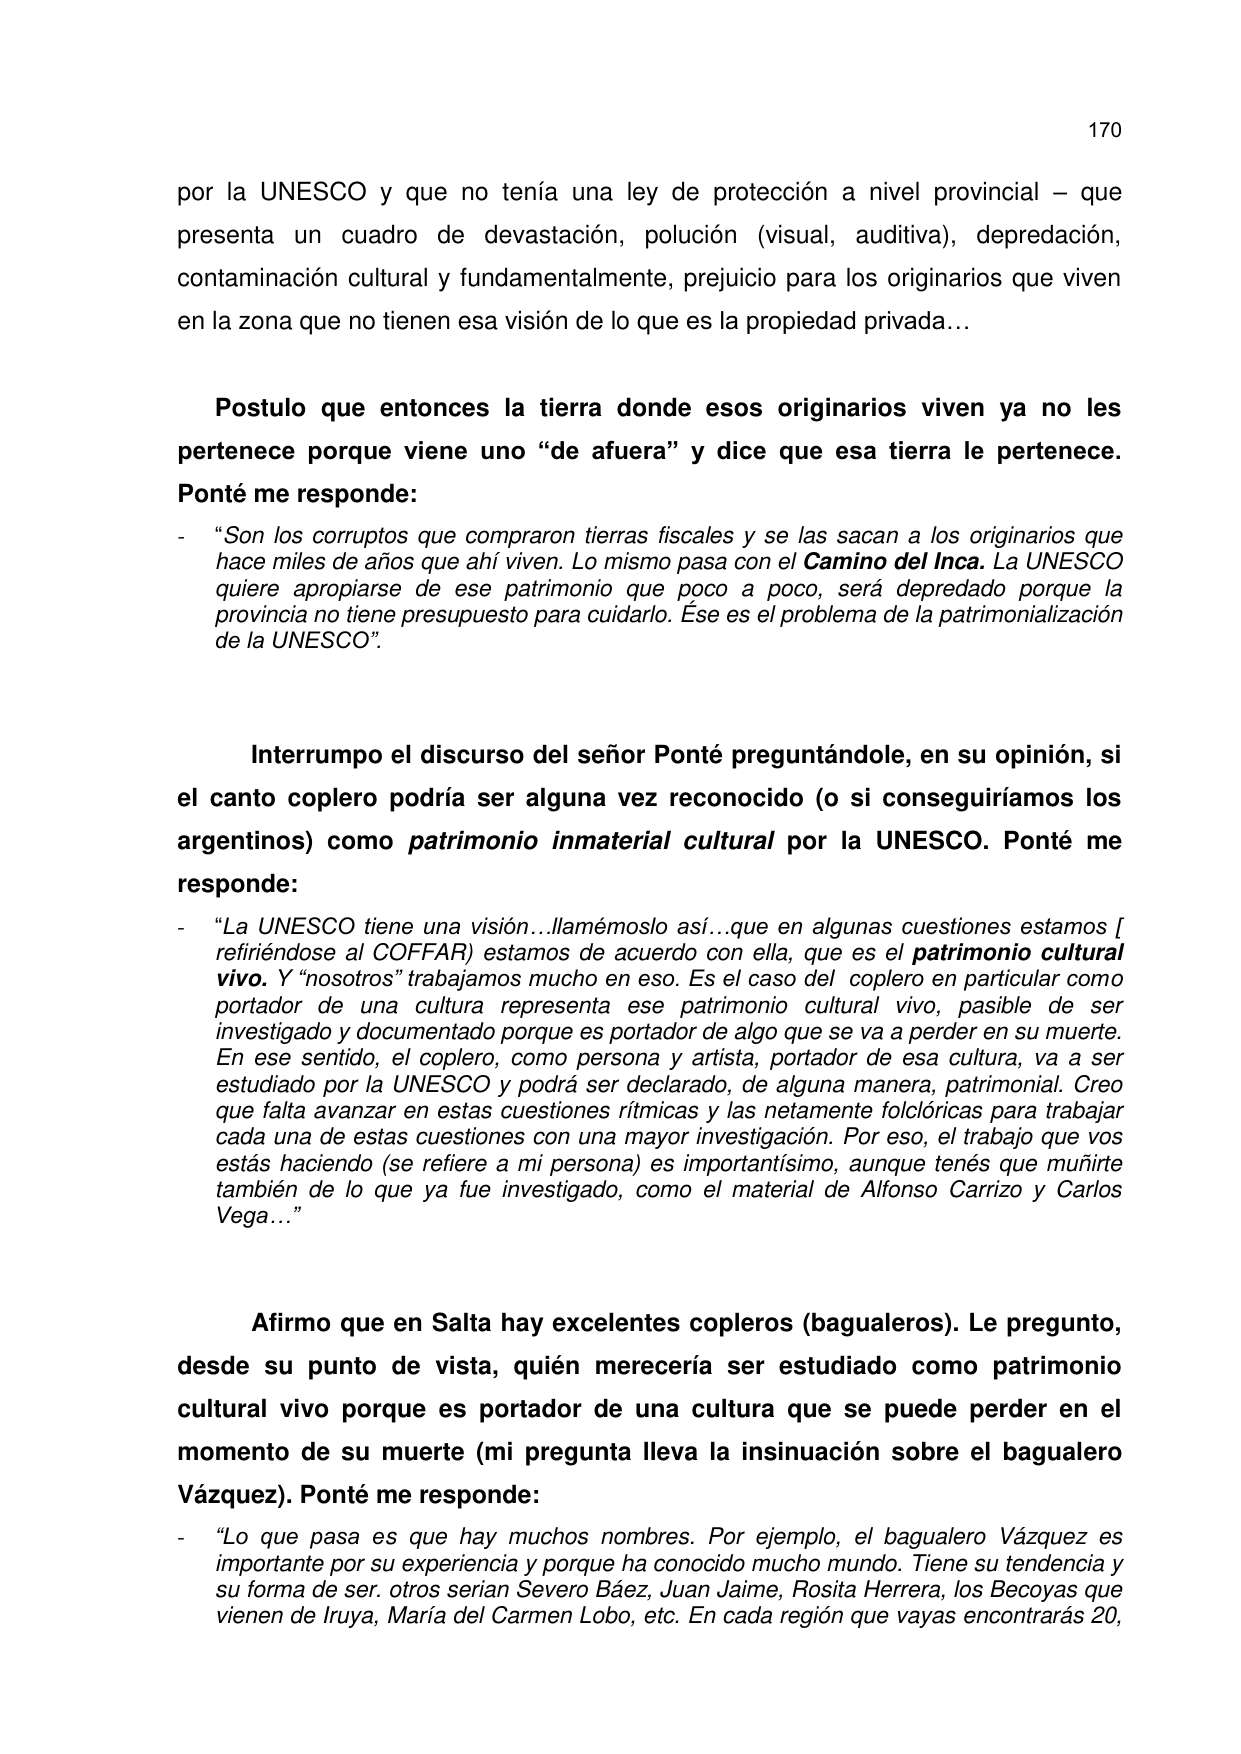 170
por la UNESCO y que no tenía una ley de protección a nivel provincial – que
presenta un cuadro de devastación, polución (visual, auditiva), depredación,
contaminación cultural y fundamentalmente, prejuicio para los originarios que viven
en la zona que no tienen esa visión de lo que es la propiedad privada…
Postulo que entonces la tierra donde esos originarios viven ya no les
pertenece porque viene uno “de afuera” y dice que esa tierra le pertenece.
Ponté me responde:
- “Son los corruptos que compraron tierras fiscales y se las sacan a los originarios que
hace miles de años que ahí viven. Lo mismo pasa con el Camino del Inca. La UNESCO
quiere apropiarse de ese patrimonio que poco a poco, será depredado porque la
provincia no tiene presupuesto para cuidarlo. Ése es el problema de la patrimonialización
de la UNESCO”.
Interrumpo el discurso del señor Ponté preguntándole, en su opinión, si
el canto coplero podría ser alguna vez reconocido (o si conseguiríamos los
argentinos) como patrimonio inmaterial cultural por la UNESCO. Ponté me
responde:
- “La UNESCO tiene una visión…llamémoslo así…que en algunas cuestiones estamos [
refiriéndose al COFFAR) estamos de acuerdo con ella, que es el patrimonio cultural
vivo. Y “nosotros” trabajamos mucho en eso. Es el caso del  coplero en particular como
portador de una cultura representa ese patrimonio cultural vivo, pasible de ser
investigado y documentado porque es portador de algo que se va a perder en su muerte.
En ese sentido, el coplero, como persona y artista, portador de esa cultura, va a ser
estudiado por la UNESCO y podrá ser declarado, de alguna manera, patrimonial. Creo
que falta avanzar en estas cuestiones rítmicas y las netamente folclóricas para trabajar
cada una de estas cuestiones con una mayor investigación. Por eso, el trabajo que vos
estás haciendo (se refiere a mi persona) es importantísimo, aunque tenés que muñirte
también de lo que ya fue investigado, como el material de Alfonso Carrizo y Carlos
Vega…”
Afirmo que en Salta hay excelentes copleros (bagualeros). Le pregunto,
desde su punto de vista, quién merecería ser estudiado como patrimonio
cultural vivo porque es portador de una cultura que se puede perder en el
momento de su muerte (mi pregunta lleva la insinuación sobre el bagualero
Vázquez). Ponté me responde:
- “Lo que pasa es que hay muchos nombres. Por ejemplo, el bagualero Vázquez es
importante por su experiencia y porque ha conocido mucho mundo. Tiene su tendencia y
su forma de ser. otros serian Severo Báez, Juan Jaime, Rosita Herrera, los Becoyas que
vienen de Iruya, María del Carmen Lobo, etc. En cada región que vayas encontrarás 20,